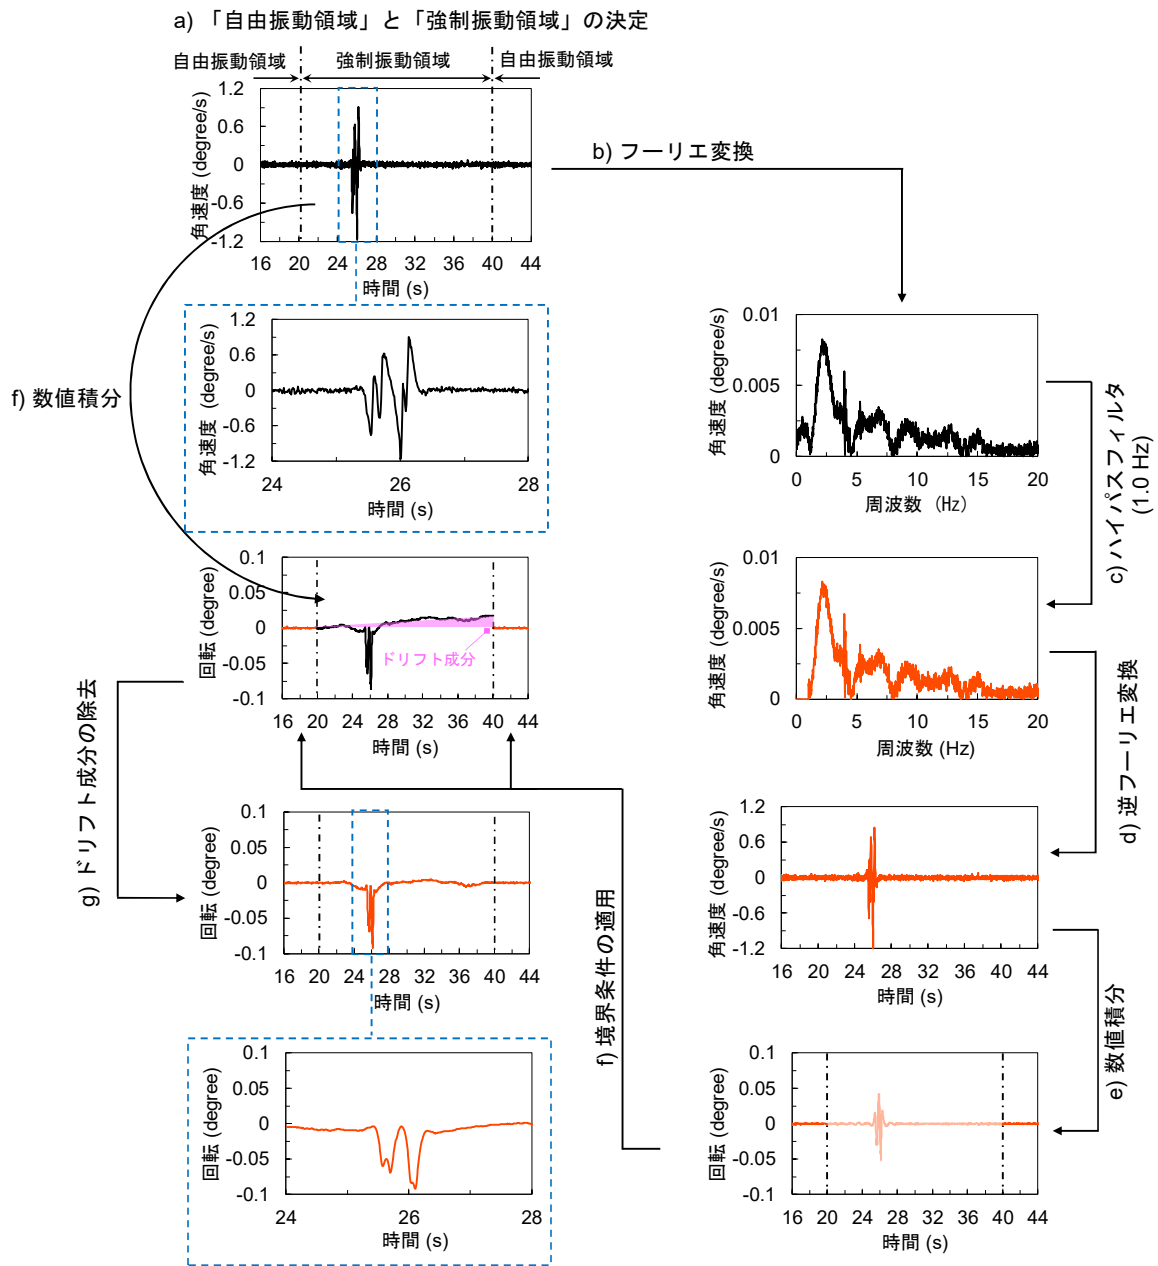 a) 「自由振動領域」と「強制振動領域」の決定
自由振動領域
強制振動領域
自由振動領域
角速度 (degree/s)
1.2
0.6
0
-0.6
-1.2
16 20 24 28 32 36 40 44
時間 (s)
b) フーリエ変換
f) 数値積分
角速度 (degree/s)
1.2
0.6
0
-0.6
-1.2
24 26 28
時間 (s)
角速度 (degree/s)
0.01
0.005
0
0 5 10 15 20
周波数 (Hz)
c) ハイパスフィルタ
(1.0 Hz)
回転 (degree)
0.1
0.05
0
-0.05
-0.1
ドリフト成分
16 20 24 28 32 36 40 44
時間 (s)
角速度 (degree/s)
0.01
0.005
0
0 5 10 15 20
周波数 (Hz)
d) 逆フーリエ変換
g) ドリフト成分の除去
回転 (degree)
0.1
0.05
0
-0.05
-0.1
16 20 24 28 32 36 40 44
時間 (s)
f) 境界条件の適用
角速度 (degree/s)
1.2
0.6
0
-0.6
-1.2
16 20 24 28 32 36 40 44
時間 (s)
e) 数値積分
回転 (degree)
0.1
0.05
0
-0.05
-0.1
24 26 28
時間 (s)
回転 (degree)
0.1
0.05
0
-0.05
-0.1
16 20 24 28 32 36 40 44
時間 (s)